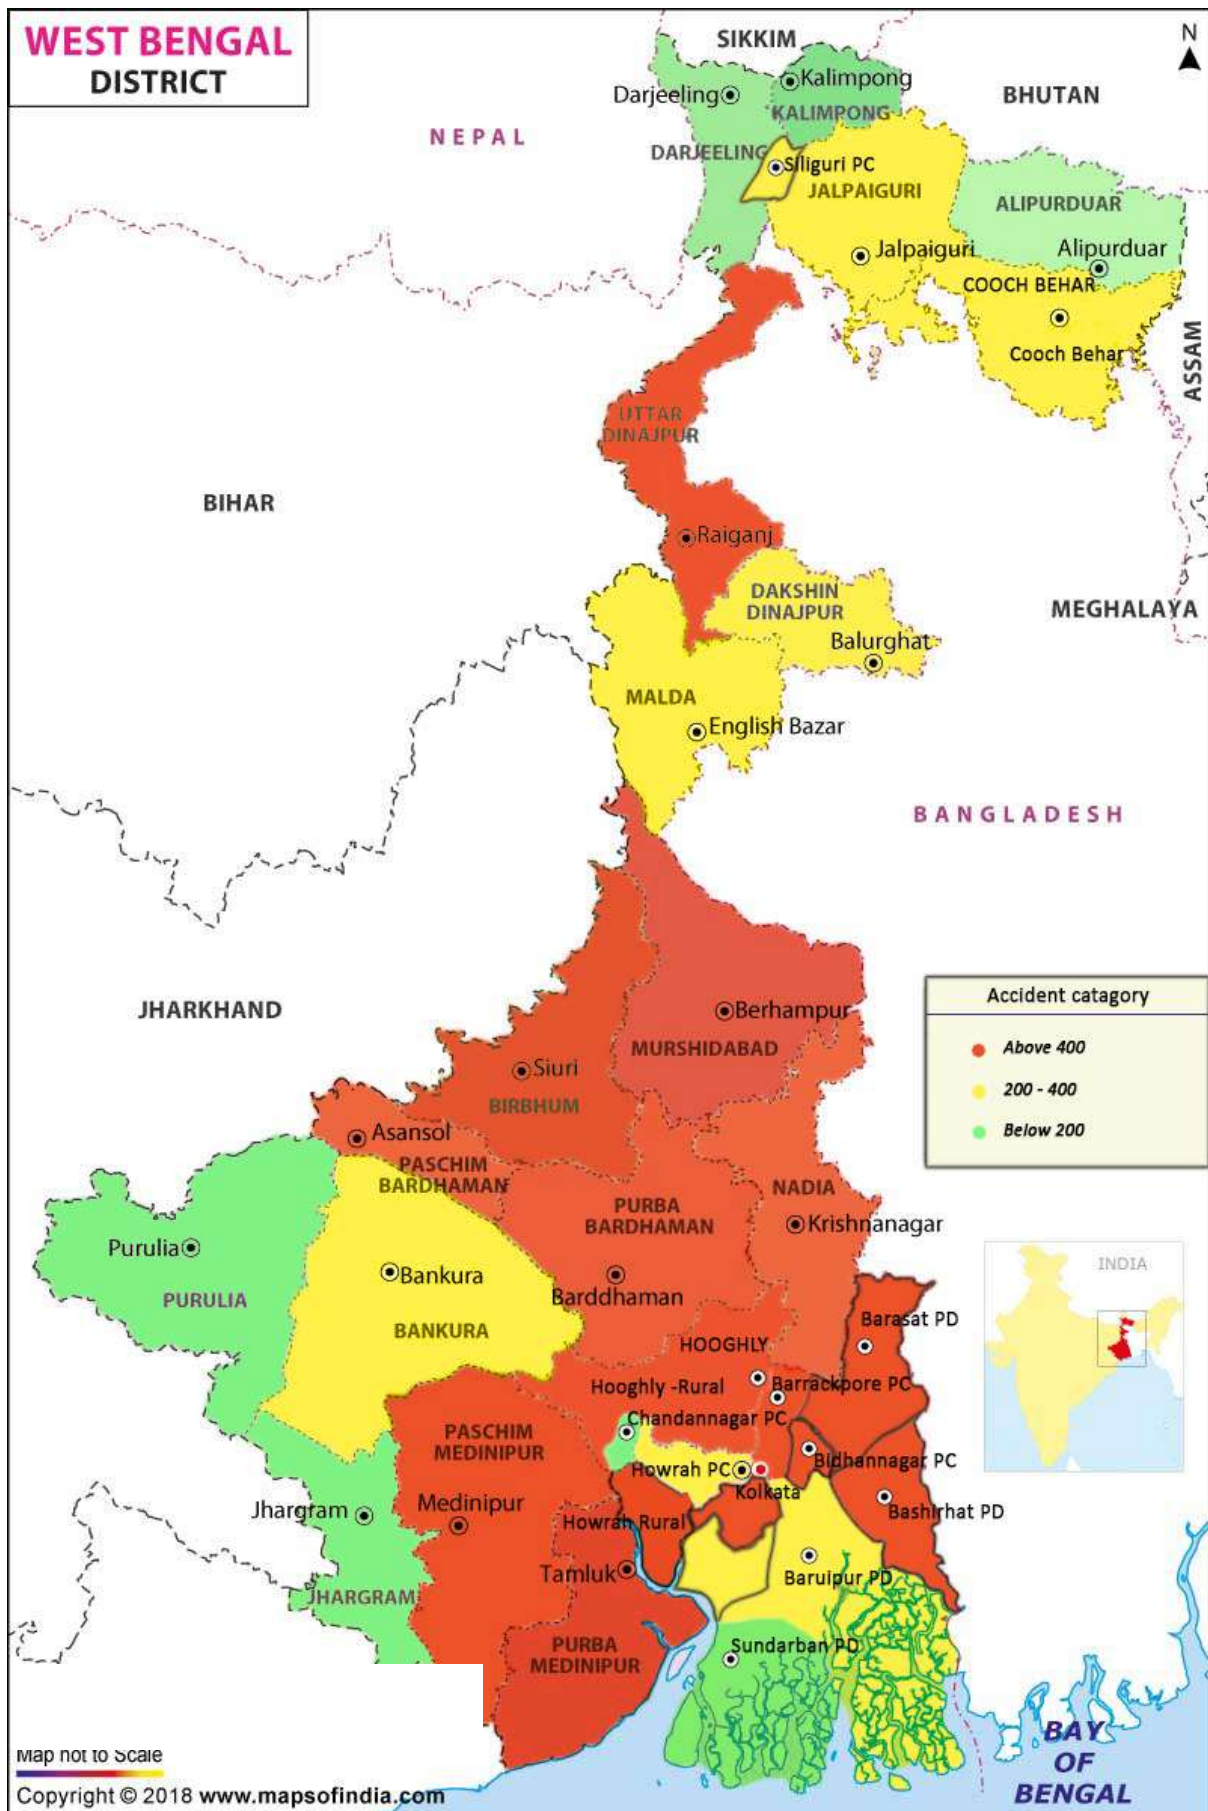 WEST BENGAL
DISTRICT
SIKKIM
N
Kalimpong
Darjeeling
BHUTAN
KALIMPONG
NEPAL
DARJEELING
Siliguri PC
JALPAIGURI
ALIPURDUAR
Jalpaiguri
Alipurduar
COOCH BEHAR
Cooch Behar
ASSAM
UTTAR
DINAJPUR
BIHAR
Raiganj
DAKSHIN
DINAJPUR
MEGHALAYA
Balurghat
MALDA
English Bazar
BANGLADESH
JHARKHAND
Berhampur
MURSHIDABAD
Accident catagory
Above 400
200 - 400
Below 200
Siuri
BIRBHUM
Asansol
PASCHIM
BARDHAMAN
PURBA
BARDHAMAN
NADIA
Krishnanagar
Purulia
PURULIA
Bankura
BANKURA
Barddhaman
INDIA
Barasat PD
HOOGHLY
Hooghly -Rural
Barrackpore PC
Chandannagar PC
PASCHIM
MEDINIPUR
Bidhannagar PC
Howrah PC
Kolkata
Bashirhat PD
Jhargram
Medinipur
Howrah Rural
Tamluk
Baruipur PD
JHARGRAM
PURBA
MEDINIPUR
Sundarban PD
BAY
OF
BENGAL
Map not to Scale
Copyright © 2018 www.mapsofindia.com